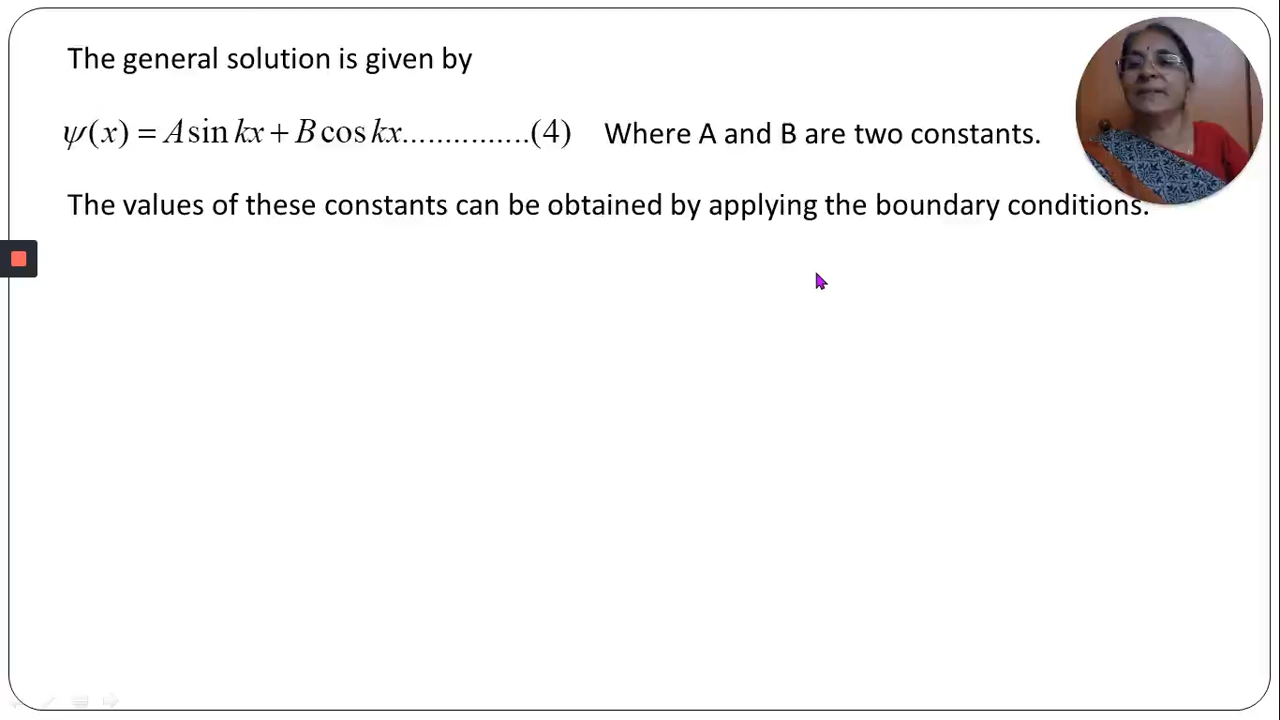 The general solution is given by
ψ(x) = A sin kx + B cos kx...............(4) Where A and B are two constants.
The values of these constants can be obtained by applying the boundary conditions.